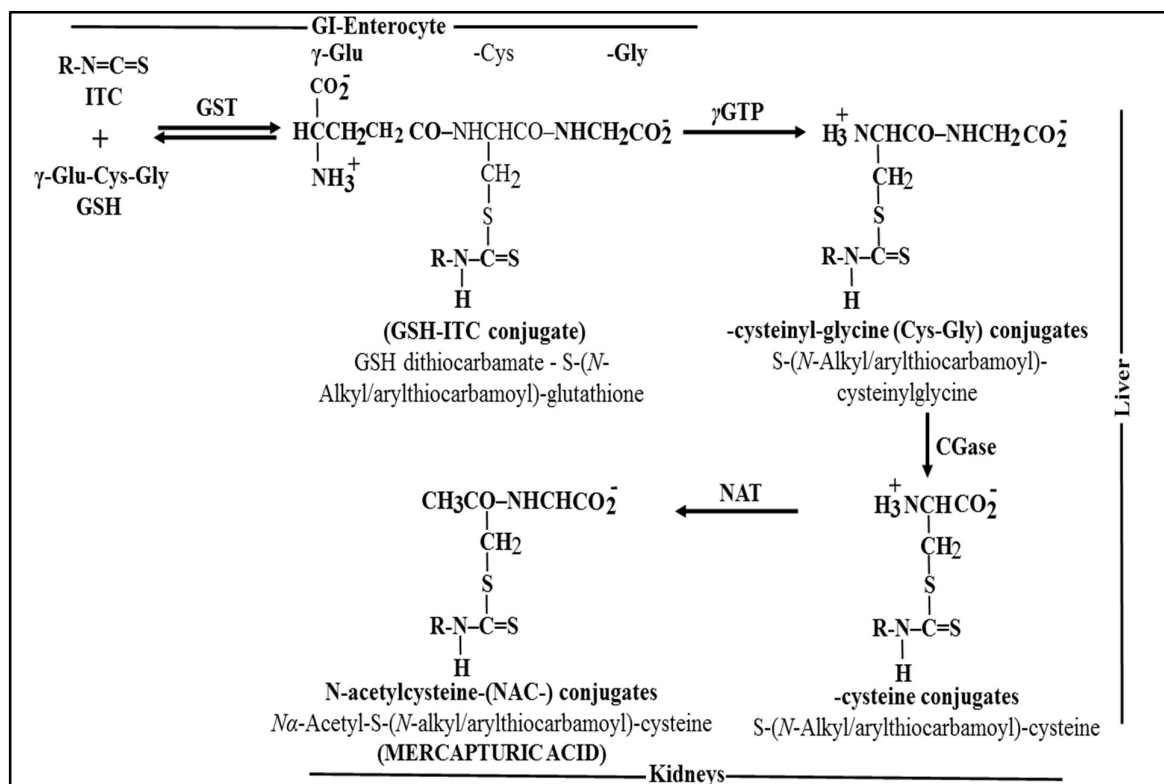 GI-Enterocyte
γ-Glu -Cys -Gly
R-N=C=S
ITC
+
γ-Glu-Cys-Gly
GSH
GST
CO2-
HCCH2CH2 CO-NHCHCO-NHCH2CO2-
NH3+
CH2
S
R-N-C=S
H
(GSH-ITC conjugate)
GSH dithiocarbamate - S-(N-
Alkyl/arylthiocarbamoyl)-glutathione
γGTP
H3+NCHCO-NHCH2CO2-
CH2
S
R-N-C=S
H
-cysteinyl-glycine (Cys-Gly) conjugates
S-(N-Alkyl/arylthiocarbamoyl)-
cysteinylglycine
Liver
CGase
H3+NCHCO2-
CH2
S
R-N-C=S
H
-cysteine conjugates
S-(N-Alkyl/arylthiocarbamoyl)-cysteine
NAT
CH3CO-NHCHCO2-
CH2
S
R-N-C=S
H
N-acetylcysteine-(NAC-) conjugates
Nα-Acetyl-S-(N-alkyl/arylthiocarbamoyl)-cysteine
(MERCAPTURIC ACID)
Kidneys